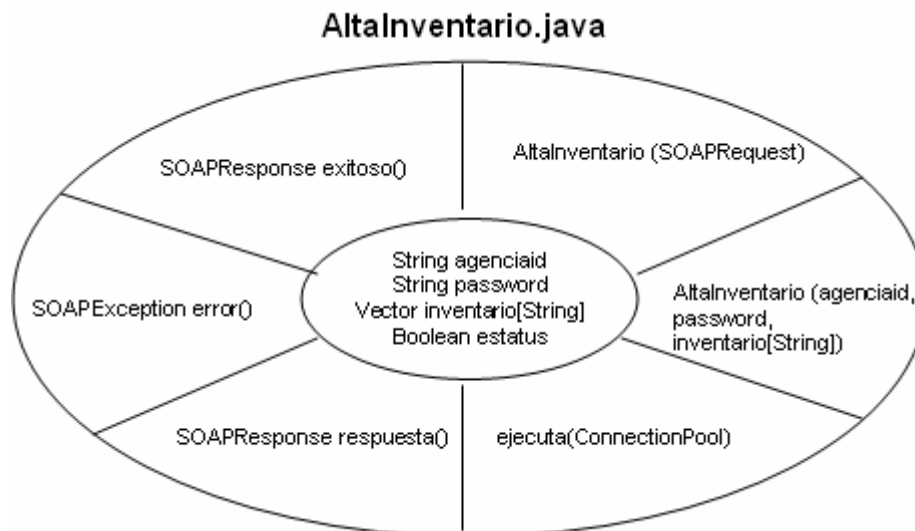 AltaInventario.java
SOAPResponse exitoso()
AltaInventario (SOAPRequest)
SOAPException error()
String agenciaid
String password
Vector inventario[String]
Boolean estatus
AltaInventario (agenciaid,
password,
inventario[String])
SOAPResponse respuesta()
ejecuta(ConnectionPool)